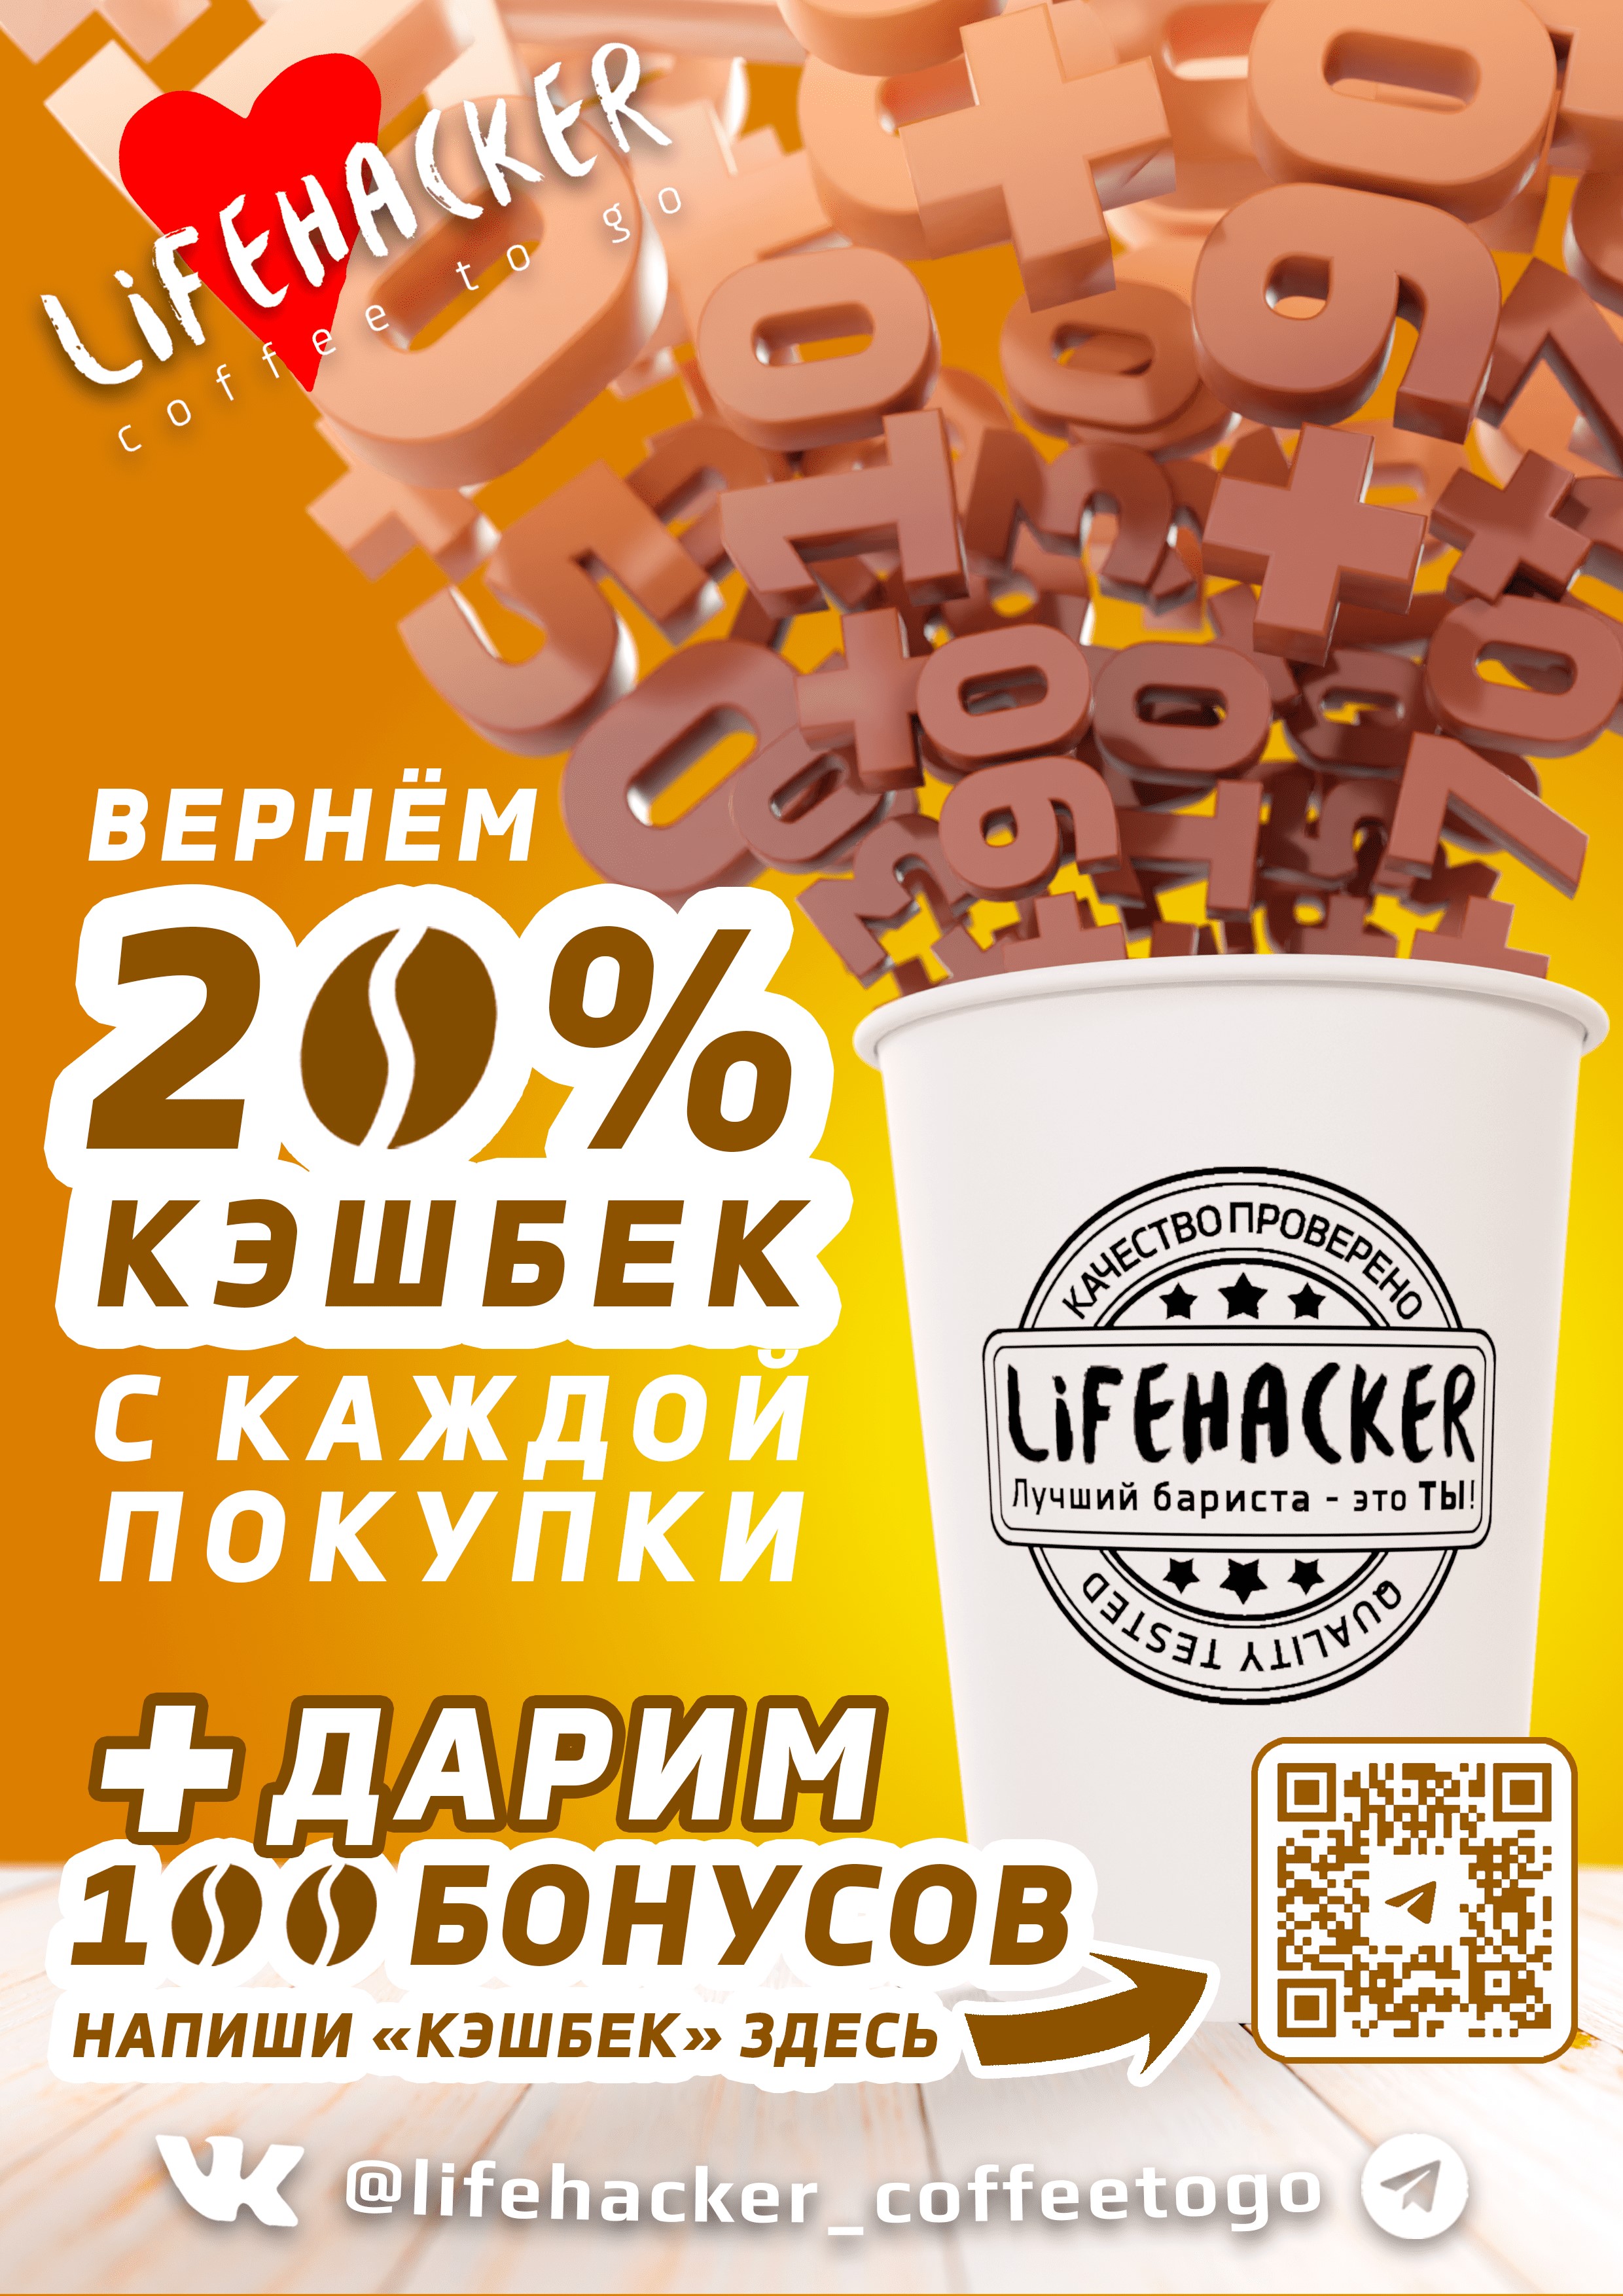 LiFEHACKER
coffee to go
ВЕРНЁМ
20%
КЭШБЕК
С КАЖДОЙ
ПОКУПКИ
КАЧЕСТВО ПРОВЕРЕНО
LiFEHACKER
Лучший бариста - это ТЫ!
QUALITY TESTED
+ ДАРИМ
100 БОНУСОВ
НАПИШИ «КЭШБЕК» ЗДЕСЬ
@lifehacker_coffeetogo